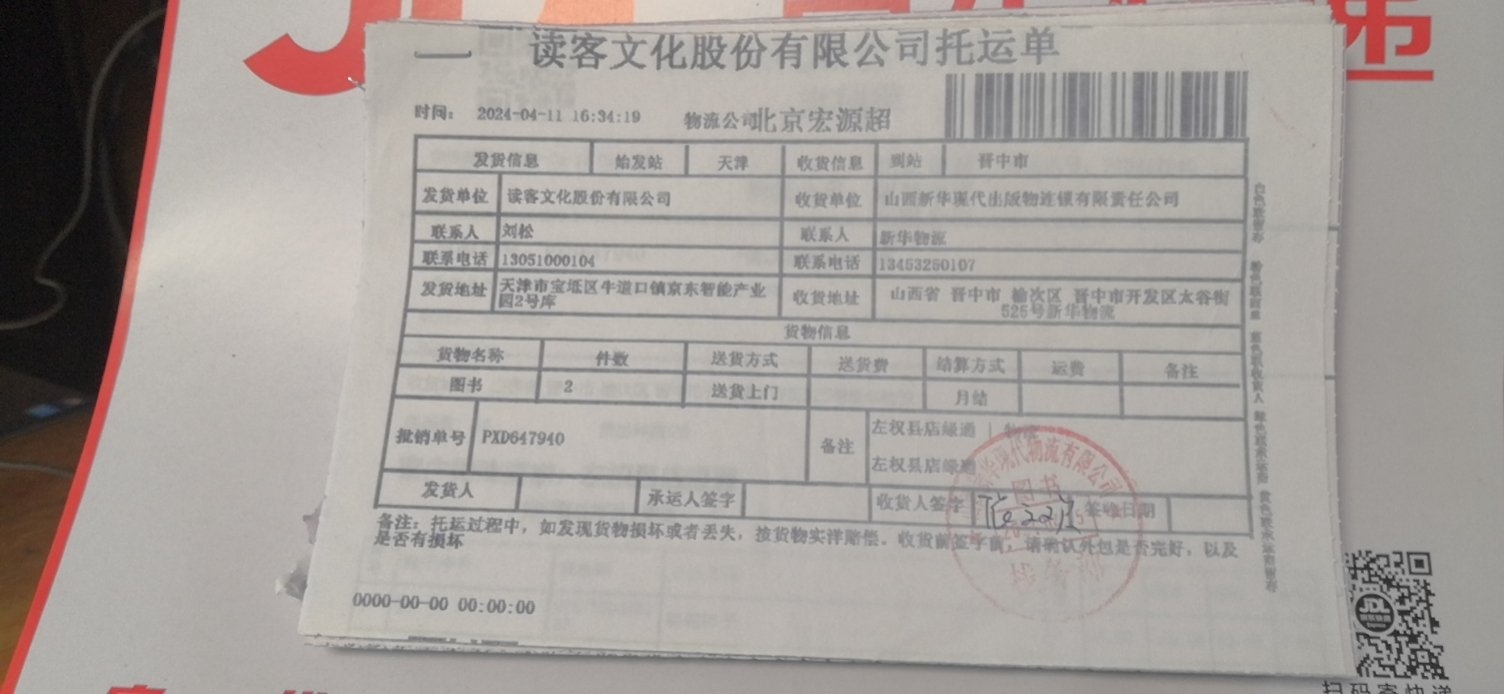 读客文化股份有限公司托运单
时间： 2024-04-11 16:34:19 物流公司北京宏源超
发货信息 始发站 天津 收货信息 到站 晋中市
发货单位 读客文化股份有限公司 收货单位 山西新华现代出版物连锁有限责任公司
联系人 刘松 联系人 新华物流
联系电话 13051000104 联系电话 13453250107
发货地址 天津市宝坻区牛道口镇京东智能产业园2号库 收货地址 山西省 晋中市 榆次区 晋中市开发区太谷街525号新华物流
货物信息
货物名称 件数 送货方式 送货费 结算方式 运费 备注
图书 2 送货上门 月结
批销单号 PXD647940 备注 左权县店绿通 |
左权县店绿通
发货人 承运人签字 收货人签字 签收日期
备注：托运过程中，如发现货物损坏或者丢失，按货物实洋赔偿。收货前签字前，请确认外包是否完好，以及
是否有损坏
0000-00-00 00:00:00
现代物流有限公司
图书
扫码寄快递